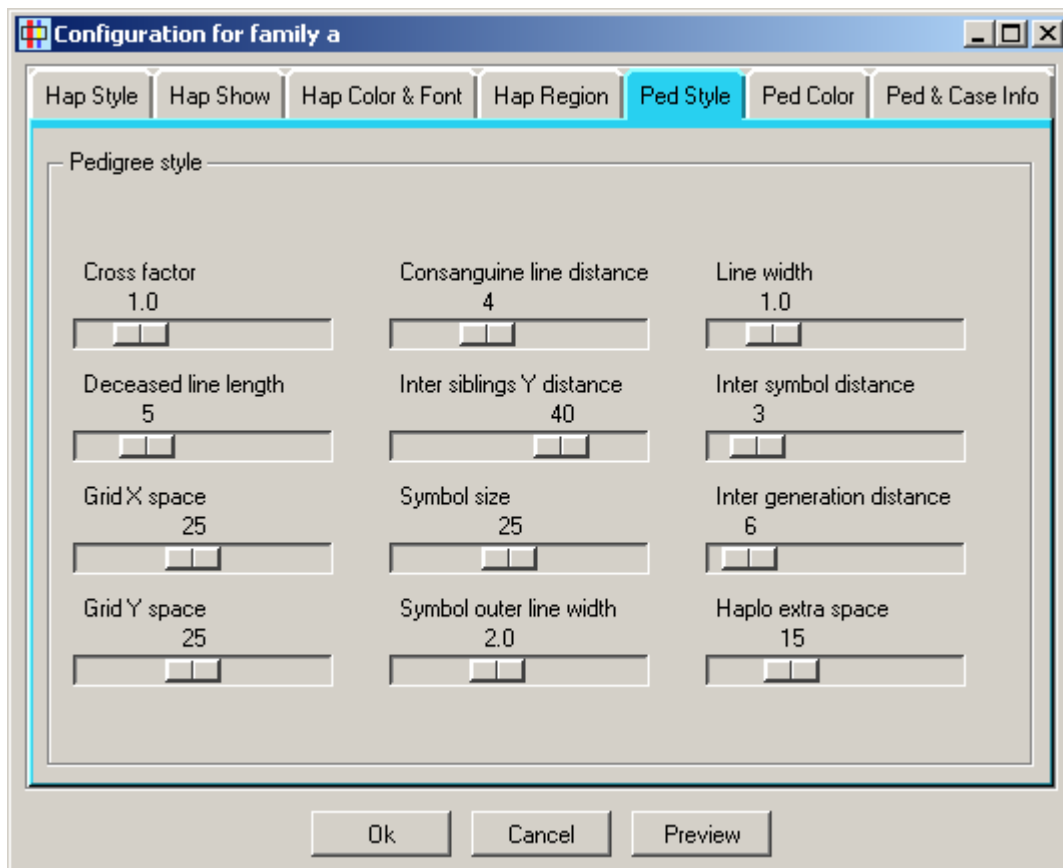 Configuration for family a
Hap Style Hap Show Hap Color & Font Hap Region Ped Style Ped Color Ped & Case Info
Pedigree style
Cross factor Consanguine line distance Line width
1.0 4 1.0
Deceased line length Inter siblings Y distance Inter symbol distance
5 40 3
Grid X space Symbol size Inter generation distance
25 25 6
Grid Y space Symbol outer line width Haplo extra space
25 2.0 15
Ok Cancel Preview